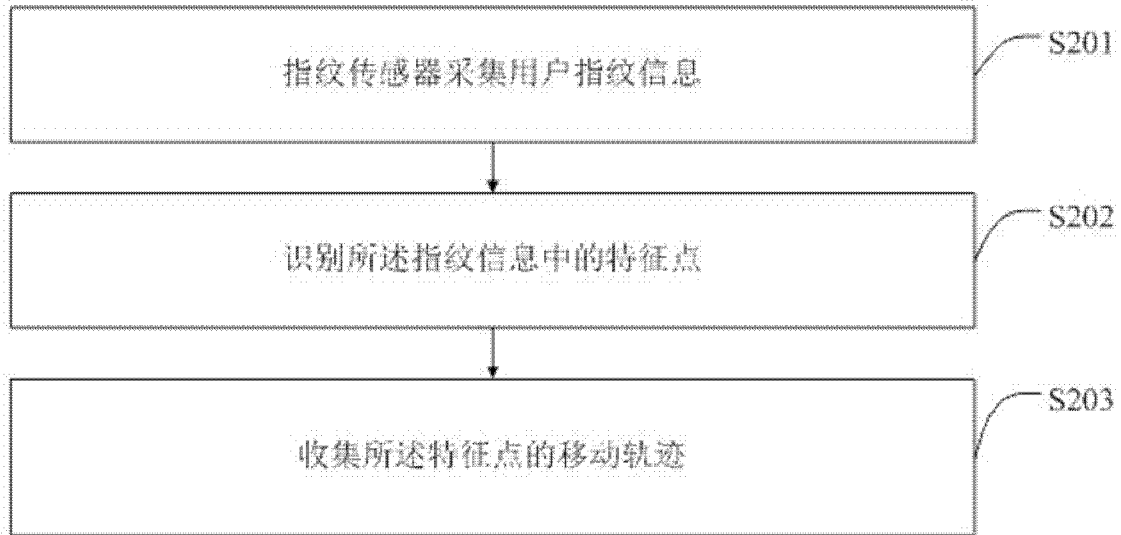 指纹传感器采集用户指纹信息
S201
识别所述指纹信息中的特征点
S202
收集所述特征点的移动轨迹
S203